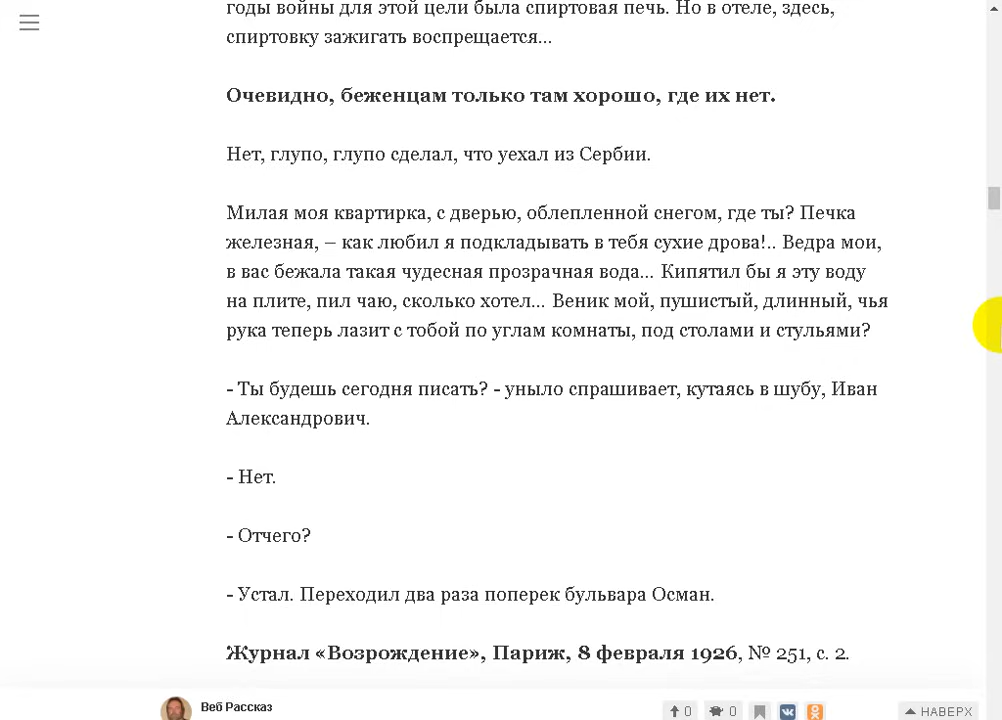 годы войны для этой цели была спиртовая печь. Но в отеле, здесь,
спиртовку зажигать воспрещается...
Очевидно, беженцам только там хорошо, где их нет.
Нет, глупо, глупо сделал, что уехал из Сербии.
Милая моя квартирка, с дверью, облепленной снегом, где ты? Печка
железная, – как любил я подкладывать в тебя сухие дрова!.. Ведра мои,
в вас бежала такая чудесная прозрачная вода... Кипятил бы я эту воду
на плите, пил чаю, сколько хотел... Веник мой, пушистый, длинный, чья
рука теперь лазит с тобой по углам комнаты, под столами и стульями?
- Ты будешь сегодня писать? - уныло спрашивает, кутаясь в шубу, Иван
Александрович.
- Нет.
- Отчего?
- Устал. Переходил два раза поперек бульвара Осман.
Журнал «Возрождение», Париж, 8 февраля 1926, № 251, с. 2.
Веб Рассказ
0
0
НАВЕРХ